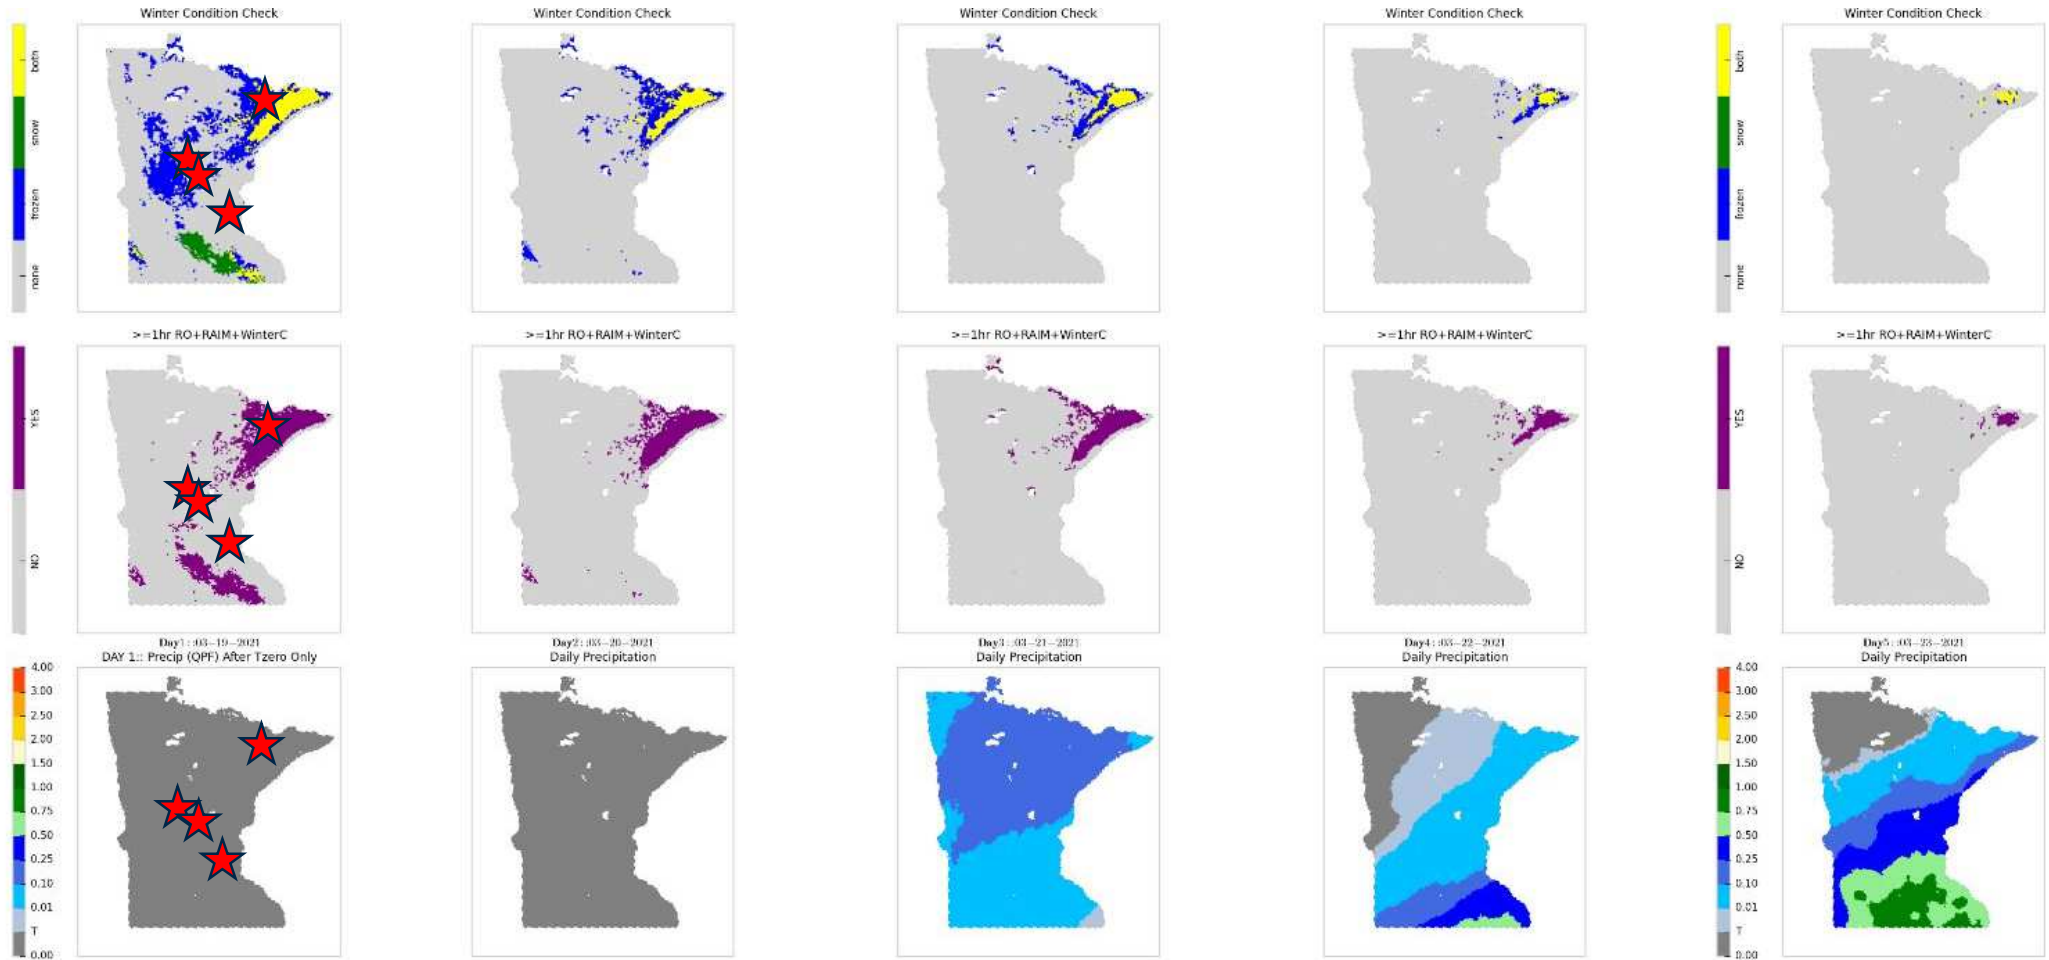 Winter Condition Check Winter Condition Check Winter Condition Check Winter Condition Check Winter Condition Check
both both
snow snow
frozen frozen
none none
>=1hr RO+RAIM+WinterC >=1hr RO+RAIM+WinterC >=1hr RO+RAIM+WinterC >=1hr RO+RAIM+WinterC >=1hr RO+RAIM+WinterC
YES YES
NO NO
Day1::03-19-2021 Day2::03-20-2021 Day3::03-21-2021 Day4::03-22-2021 Day5::03-23-2021
DAY 1:: Precip (QPF) After Tzero Only Daily Precipitation Daily Precipitation Daily Precipitation Daily Precipitation
4.00 4.00
3.00 3.00
2.50 2.50
2.00 2.00
1.50 1.50
1.00 1.00
0.75 0.75
0.50 0.50
0.25 0.25
0.10 0.10
0.01 0.01
T T
0.00 0.00